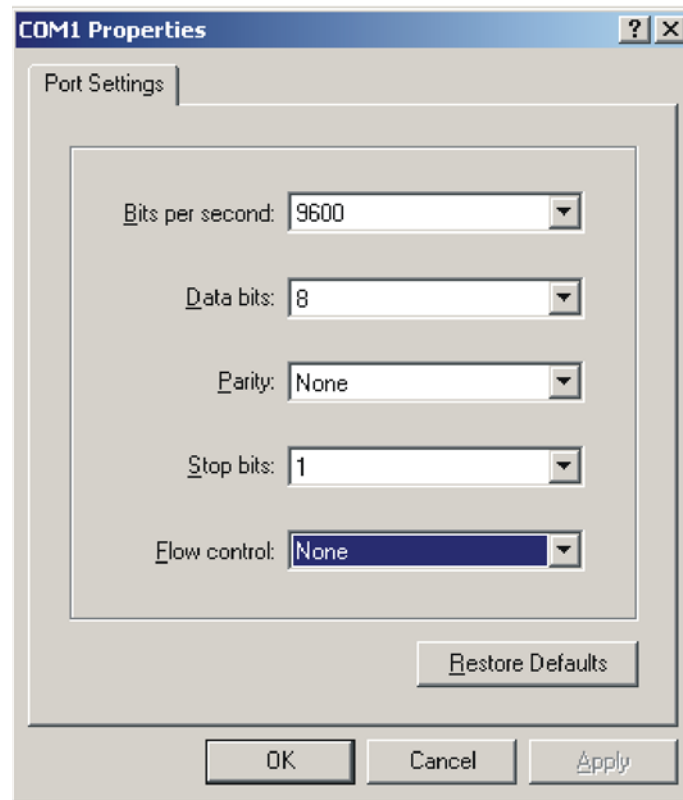 COM1 Properties
Port Settings
Bits per second: 9600
Data bits: 8
Parity: None
Stop bits: 1
Flow control: None
Restore Defaults
OK Cancel Apply